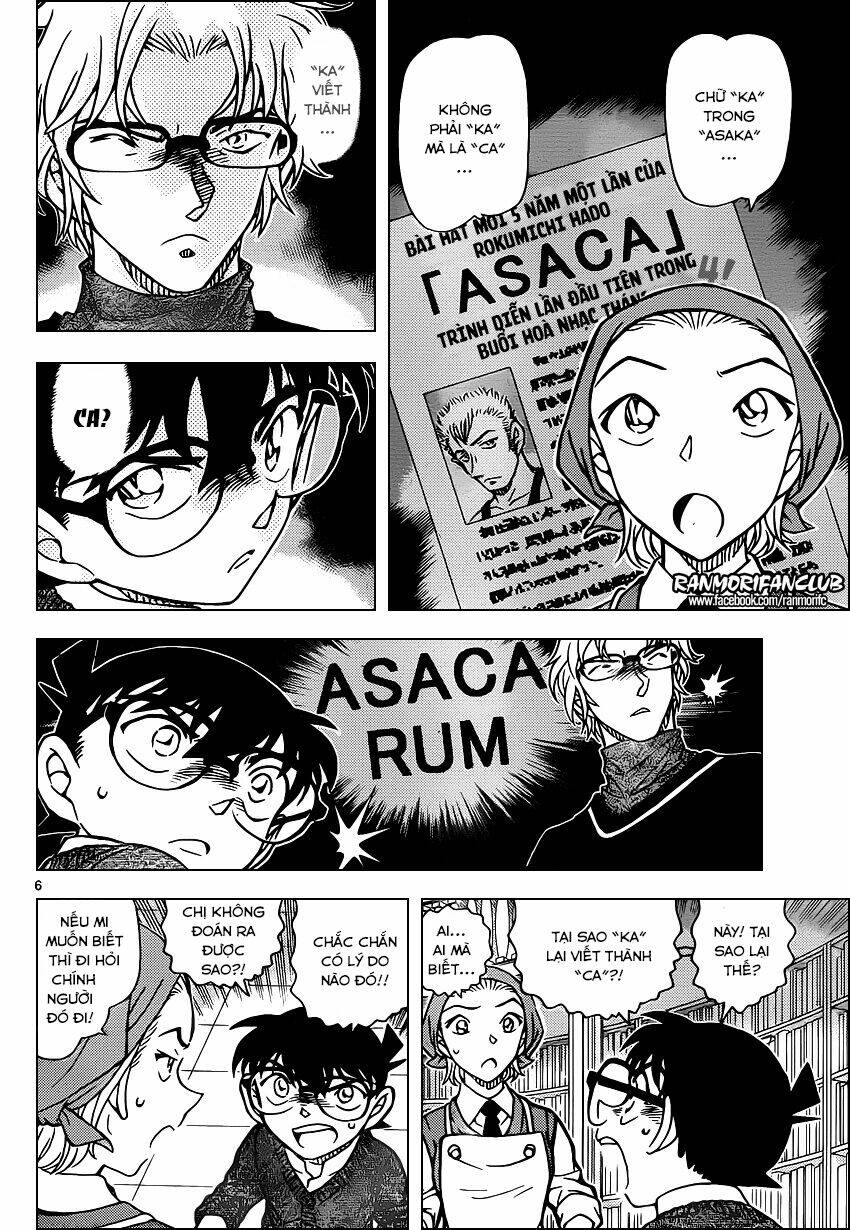 CHỮ "KA"
TRONG
"ASAKA"
...
KHÔNG
PHẢI "KA"
MÀ LÀ "CA"
...
BÀI HÁT MỚI 5 NĂM MỘT LẦN CỦA
ROKUMICHI HADO
「ASACA」
TRÌNH DIỄN LẦN ĐẦU TIÊN TRONG
BUỔI HOÀ NHẠC THÁNG
4!
RANMORIFANCLUB
www.facebook.com/ranmorifc
"KA"
VIẾT
THÀNH
...
CA?
ASACA
RUM
6
NÀY! TẠI
SAO LẠI
THẾ?
TẠI SAO "KA"
LẠI VIẾT THÀNH
"CA"?!
AI...
AI MÀ
BIẾT...
CHẮC CHẮN
CÓ LÝ DO
NÀO ĐÓ!!
CHỊ KHÔNG
ĐOÁN RA
ĐƯỢC
SAO?!
NẾU MI
MUỐN BIẾT
THÌ ĐI HỎI
CHÍNH
NGƯỜI
ĐÓ ĐI!